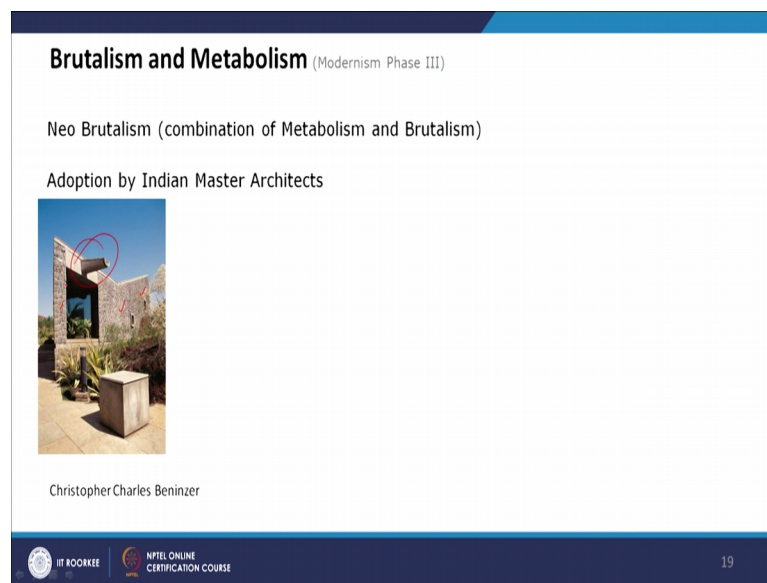 Brutalism and Metabolism (Modernism Phase III)
Neo Brutalism (combination of Metabolism and Brutalism)
Adoption by Indian Master Architects
Christopher Charles Beninzer
IIT ROORKEE
NPTEL ONLINE
CERTIFICATION COURSE
19